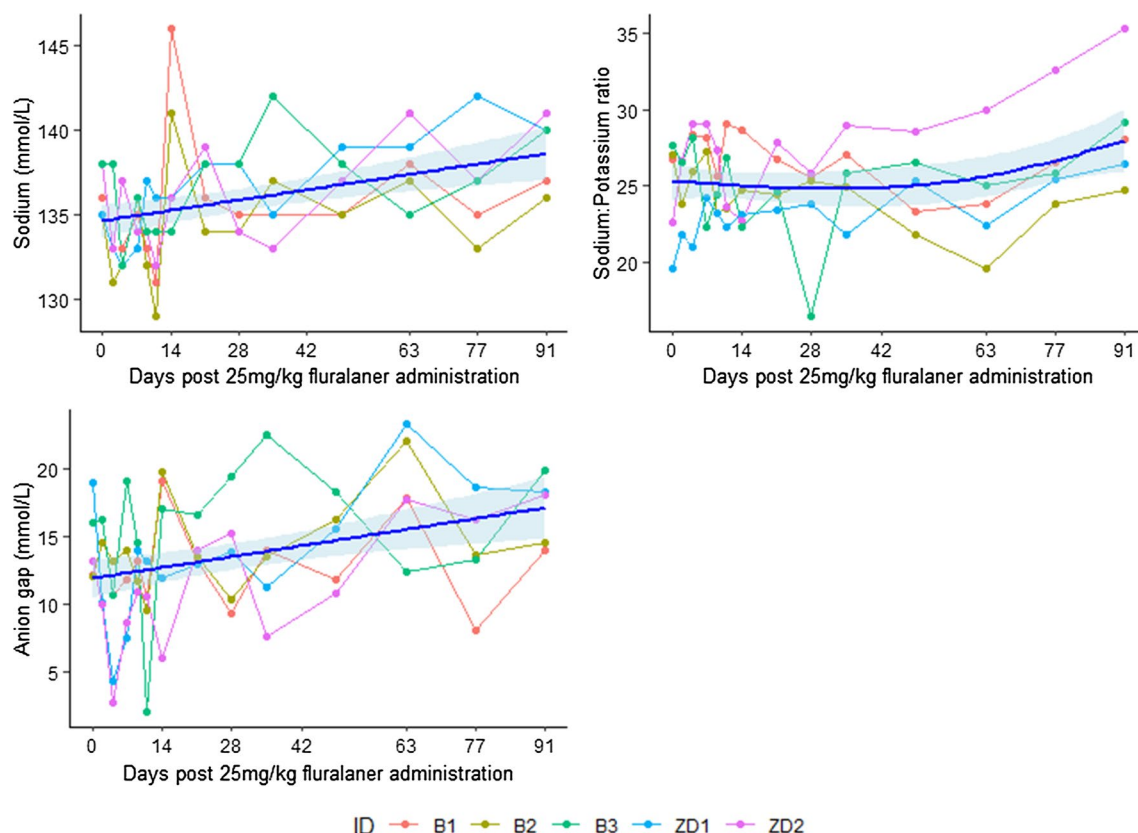 Sodium (mmol/L)
145
140
135
130
0 14 28 42 63 77 91
Days post 25mg/kg fluralaner administration
Sodium:Potassium ratio
35
30
25
20
0 14 28 42 63 77 91
Days post 25mg/kg fluralaner administration
Anion gap (mmol/L)
20
15
10
5
0 14 28 42 63 77 91
Days post 25mg/kg fluralaner administration
ID B1 B2 B3 ZD1 ZD2